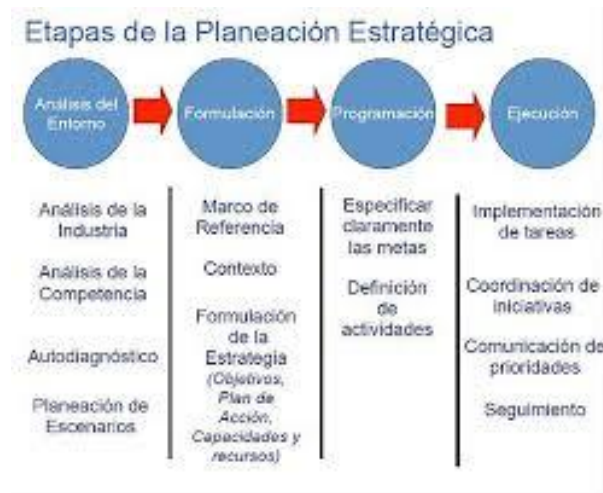 Etapas de la Planeación Estratégica
Análisis del
Entorno
Formulación
Programación
Ejecución
Análisis de la
Industria
Análisis de la
Competencia
Autodiagnóstico
Planeación de
Escenarios
Marco de
Referencia
Contexto
Formulación
de la
Estrategia
(Objetivos,
Plan de
Acción,
Capacidades y
recursos)
Especificar
claramente
las metas
Definición
de
actividades
Implementación
de tareas
Coordinación de
iniciativas
Comunicación de
prioridades
Seguimiento